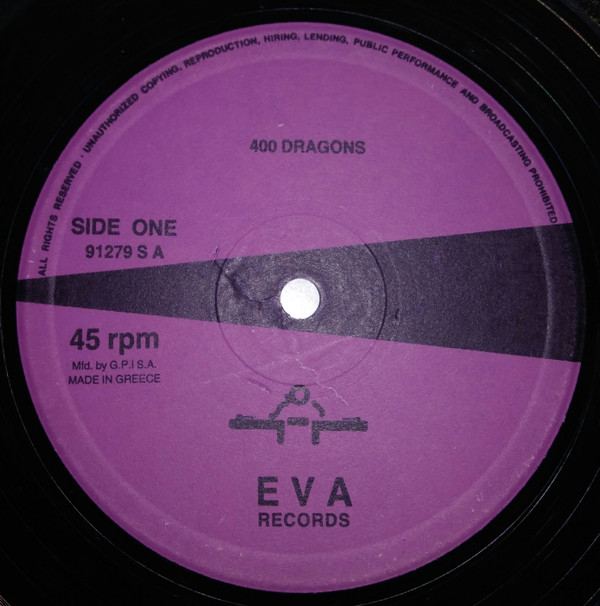 ALL RIGHTS RESERVED · UNAUTHORIZED COPYING, REPRODUCTION, HIRING, LENDING, PUBLIC PERFORMANCE AND BROADCASTING PROHIBITED
400 DRAGONS
SIDE ONE
91279 S A
45 rpm
Mfd. by G.P.I S.A.
MADE IN GREECE
EVA
RECORDS